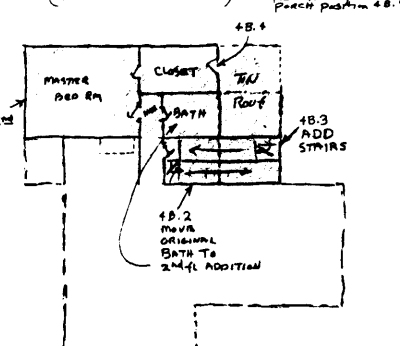 PORCH POSITION 4B.
4B.4
CLOSET
TIN
ROOF
MASTER
BED RM
BATH
4B.3
ADD
STAIRS
4B.2
MOVE
ORIGINAL
BATH TO
2nd-fl ADDITION